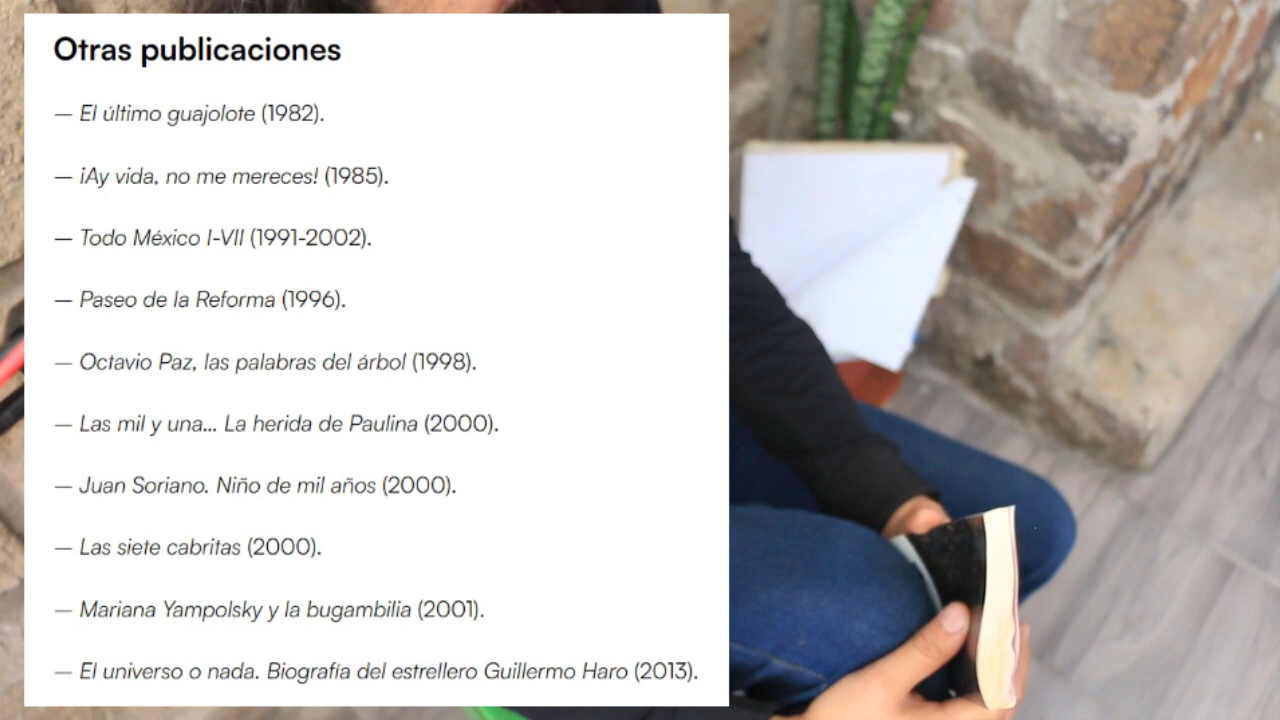 Otras publicaciones
— El último guajolote (1982).
— ¡Ay vida, no me mereces! (1985).
— Todo México I-VII (1991-2002).
— Paseo de la Reforma (1996).
— Octavio Paz, las palabras del árbol (1998).
— Las mil y una... La herida de Paulina (2000).
— Juan Soriano. Niño de mil años (2000).
— Las siete cabritas (2000).
— Mariana Yampolsky y la bugambilia (2001).
— El universo o nada. Biografía del estrellero Guillermo Haro (2013).